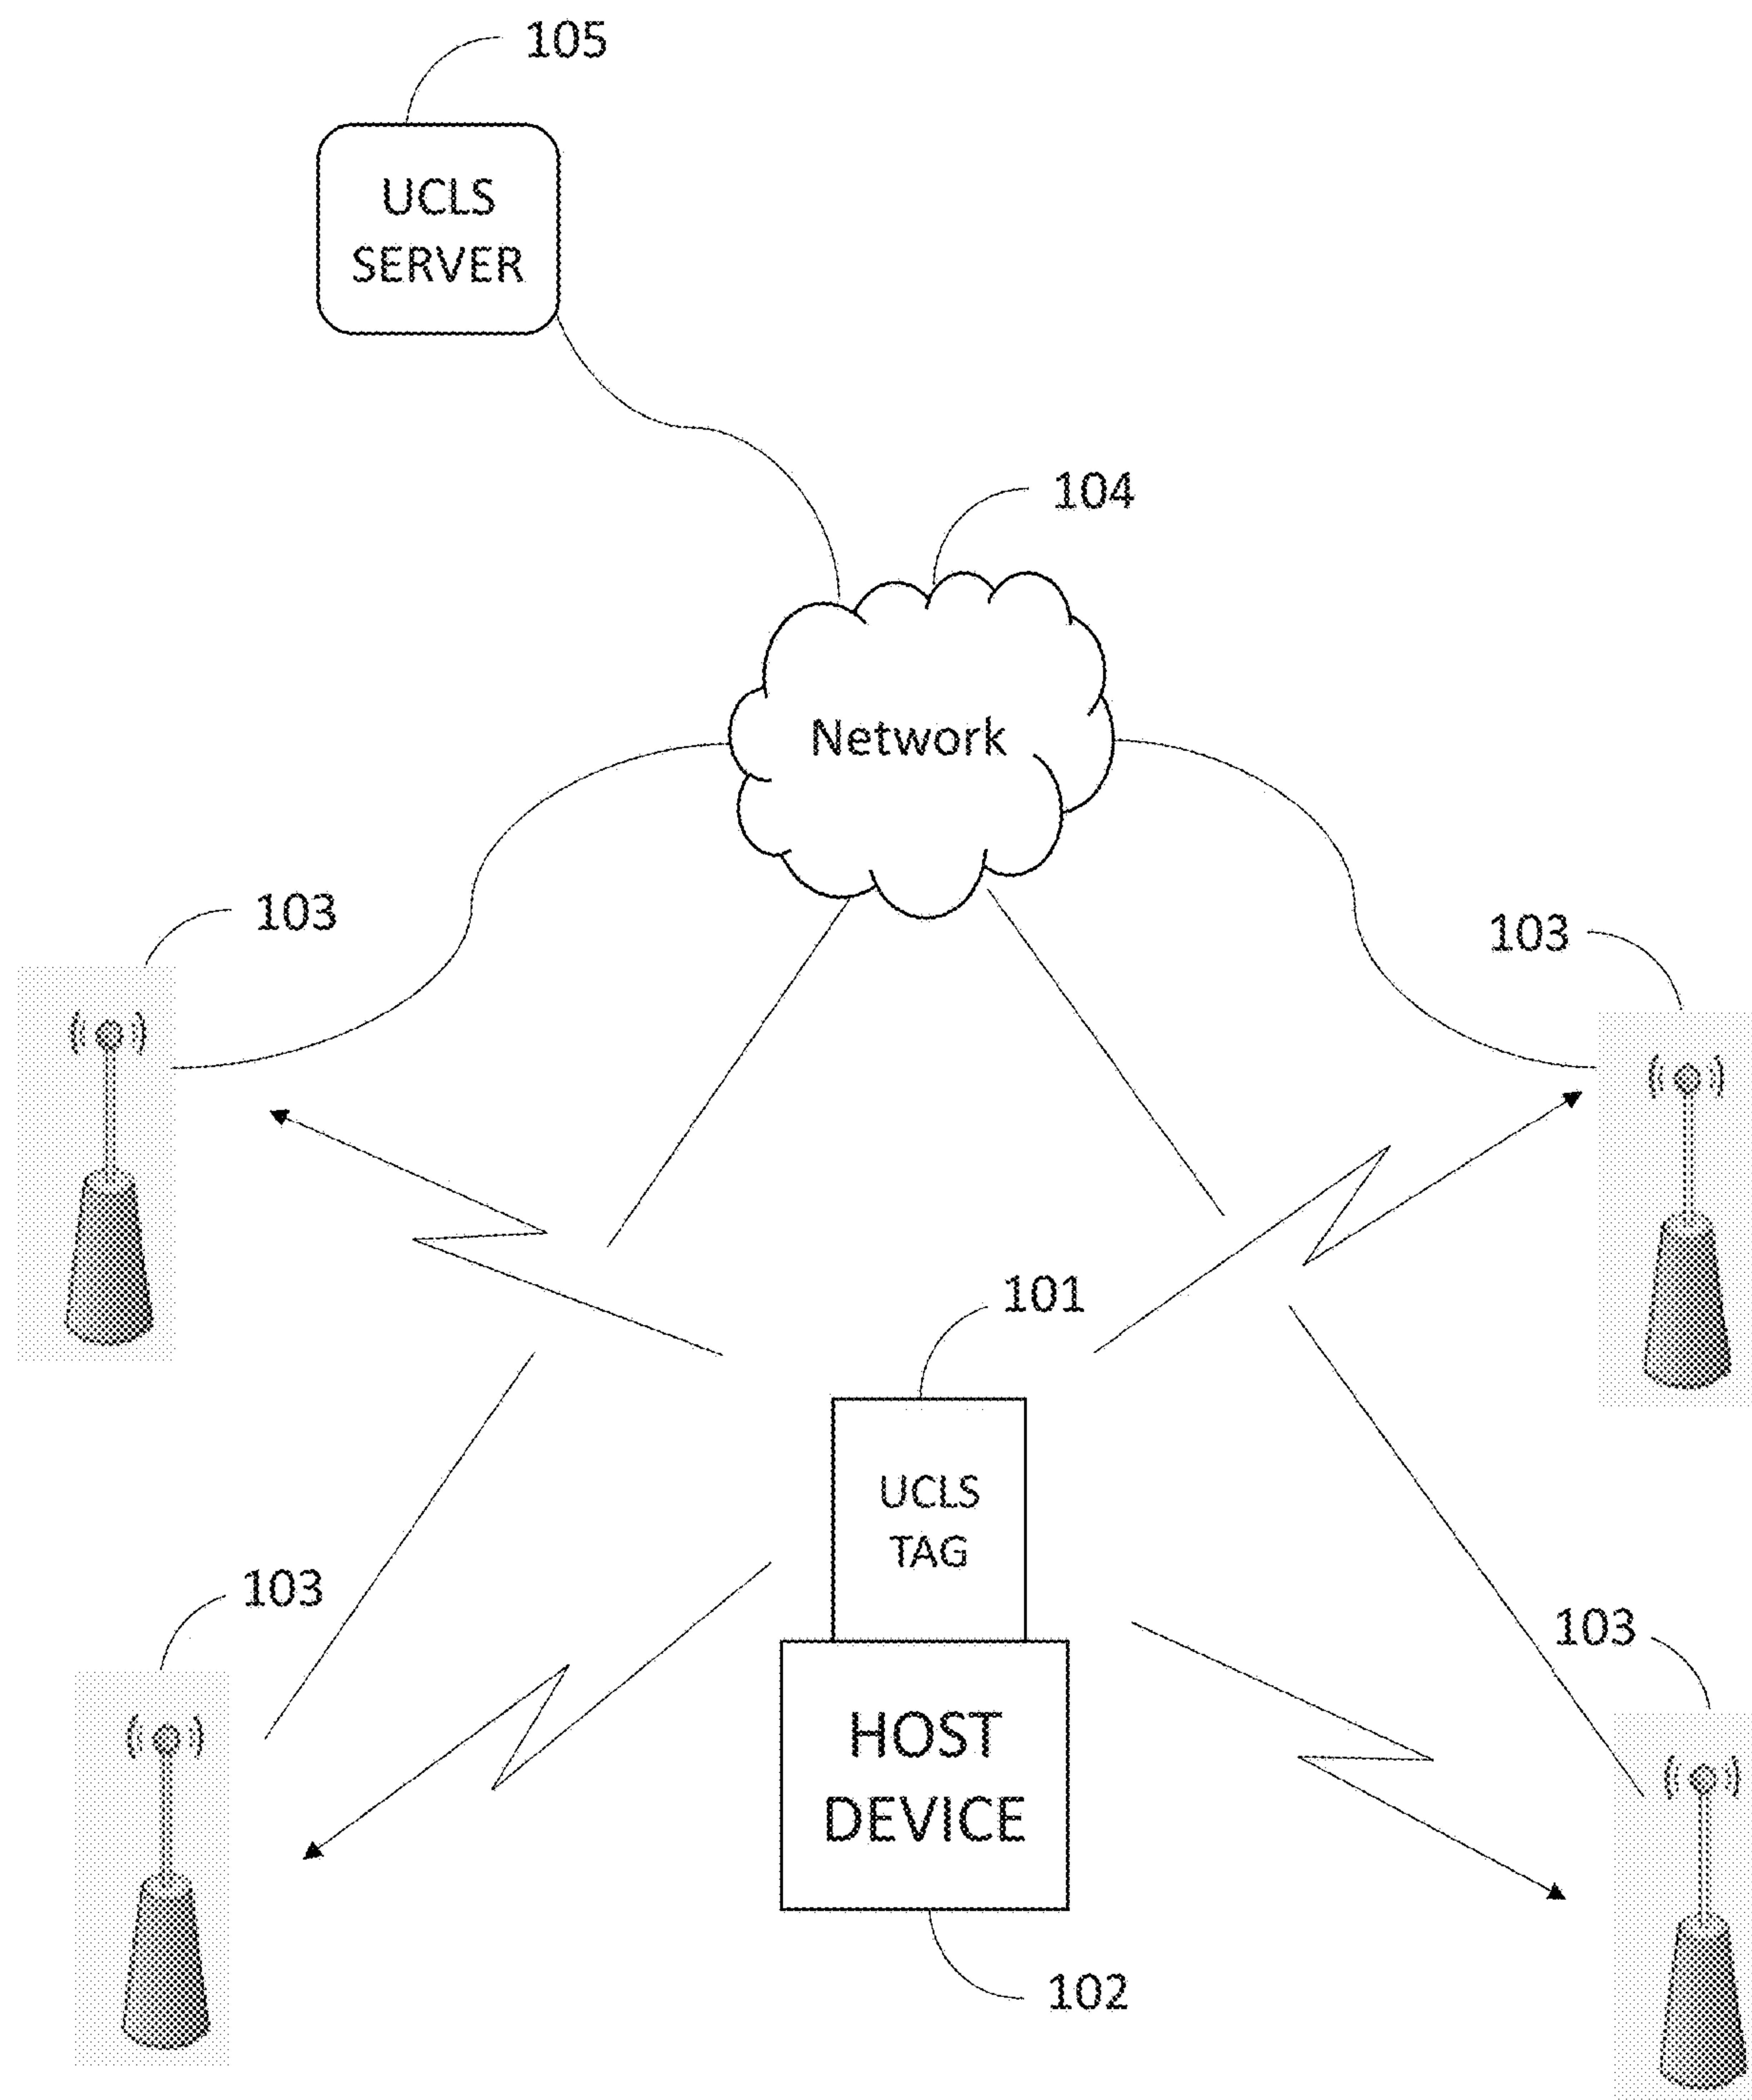 105
UCLS
SERVER
104
Network
103
103
101
UCLS
TAG
103
103
HOST
DEVICE
102